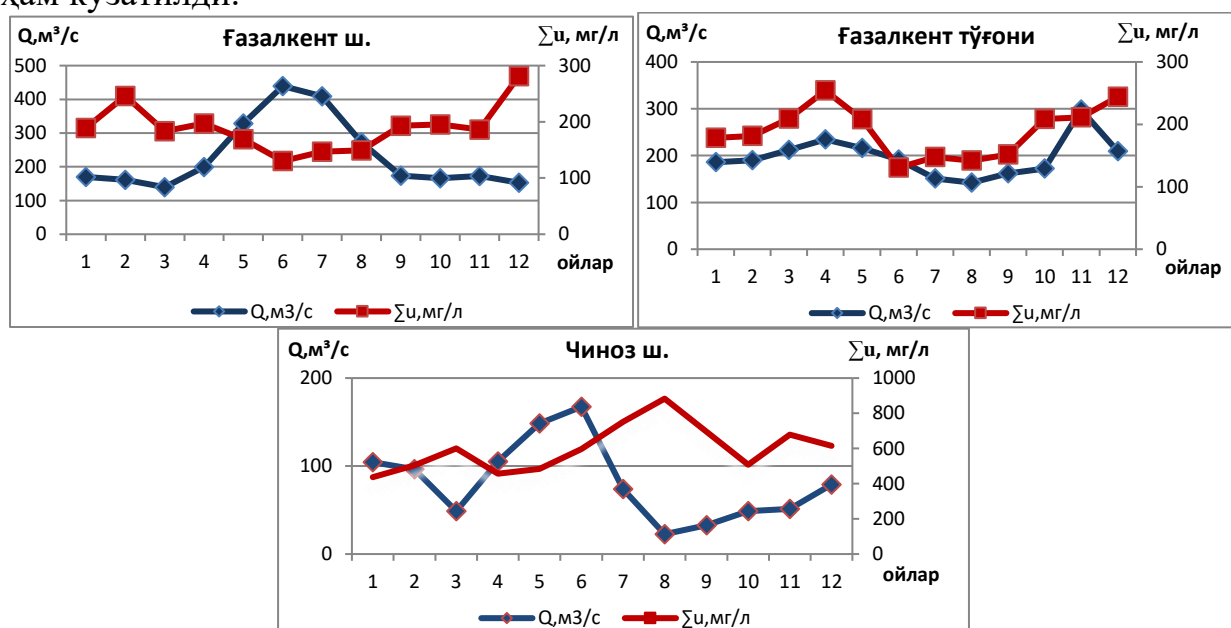 ҳам кузатилди.
Q,м³/с Ғазалкент ш. ∑u, мг/л
500 300
400
200
300
200
100
100
0 0
1 2 3 4 5 6 7 8 9 10 11 12
ойлар
Q,м3/с ∑u,мг/л
Q,м³/с Ғазалкент тўғони ∑u, мг/л
400 300
300
200
200
100
100
0 0
1 2 3 4 5 6 7 8 9 10 11 12
ойлар
Q,м3/с ∑u,мг/л
Q,м³/с Чиноз ш. ∑u, мг/л
200 1000
800
600
100
400
200
0 0
1 2 3 4 5 6 7 8 9 10 11 12
ойлар
Q,м3/с ∑u,мг/л